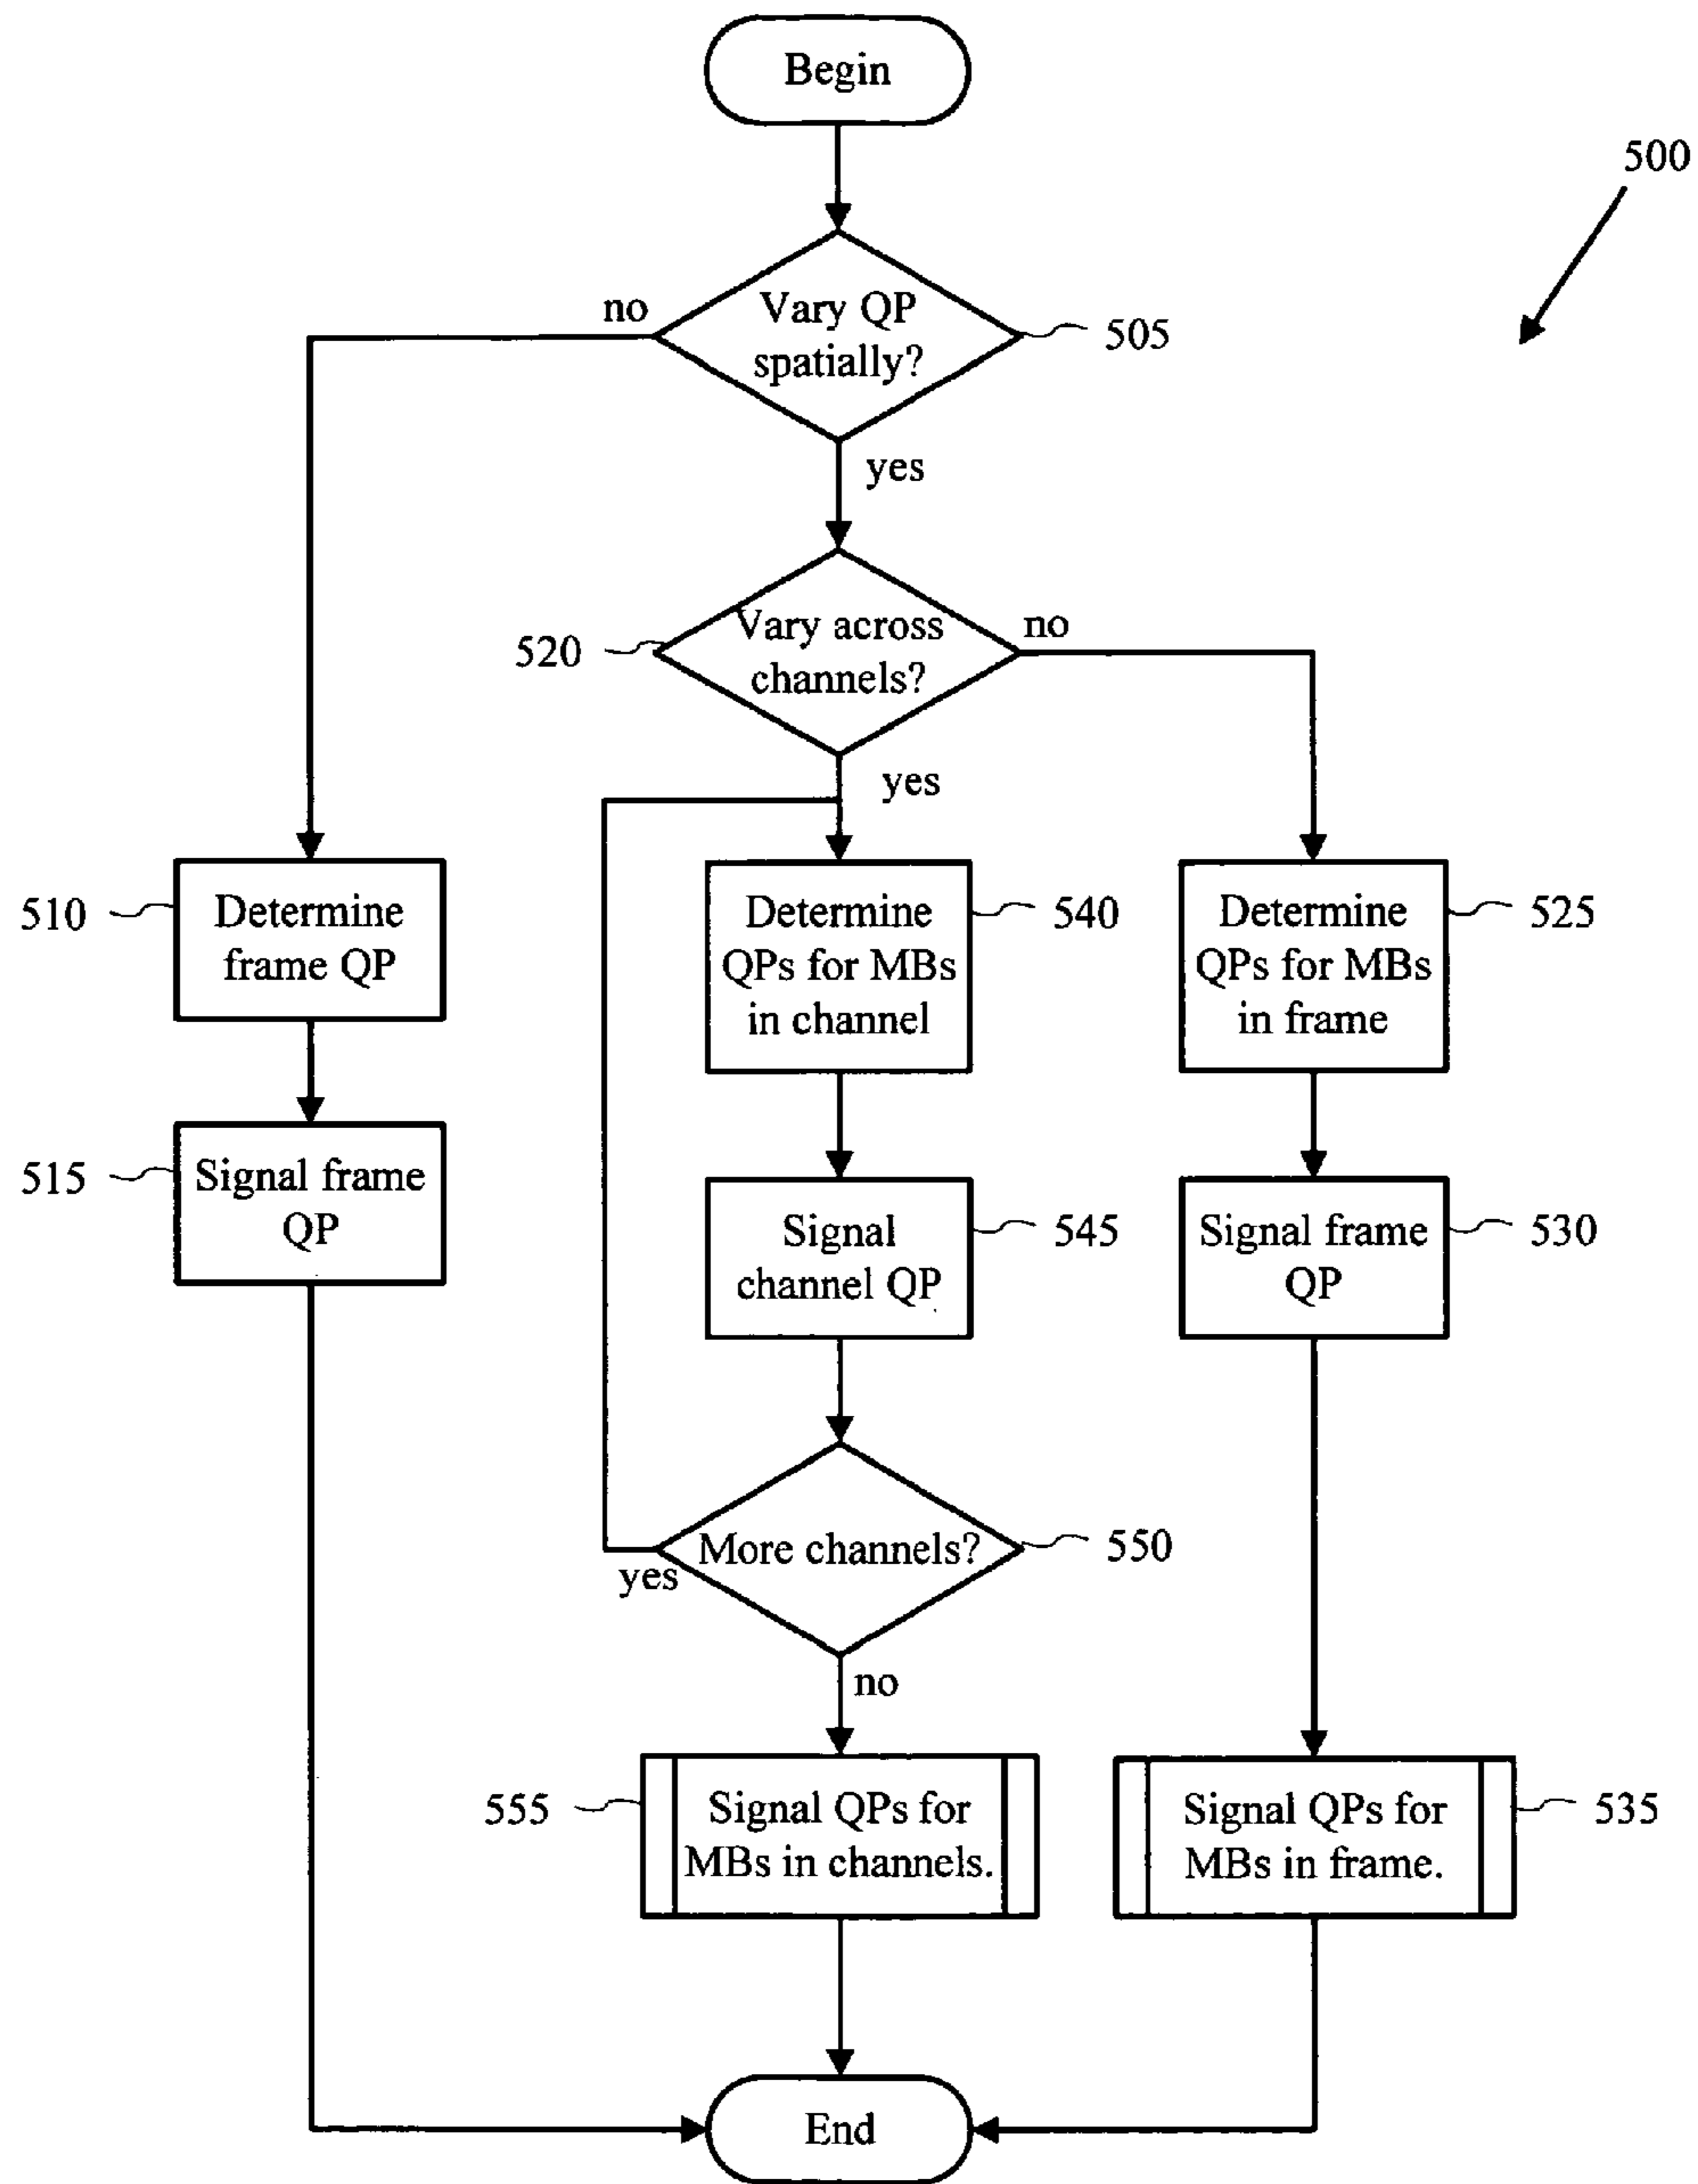 Begin
500
no
Vary QP
spatially?
505
yes
520
Vary across
channels?
no
yes
510
Determine
frame QP
Determine
QPs for MBs
in channel
540
Determine
QPs for MBs
in frame
525
515
Signal frame
QP
Signal
channel QP
545
Signal frame
QP
530
More channels?
550
yes
no
555
Signal QPs for
MBs in channels.
Signal QPs for
MBs in frame.
535
End